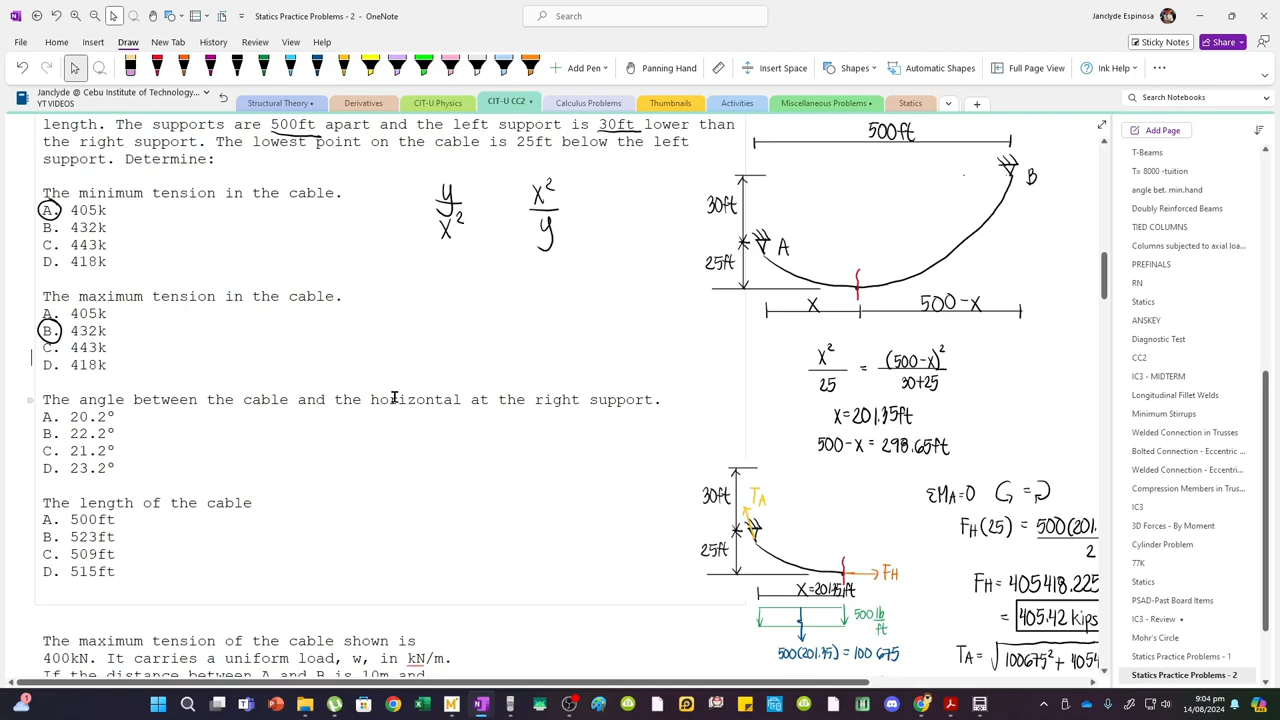 Statics Practice Problems - 2 - OneNote
Search
Janclyde Espinosa
File Home Insert Draw New Tab History Review View Help
Sticky Notes Share
Add Pen Panning Hand Insert Space Shapes Automatic Shapes Full Page View Ink Help
Janclyde @ Cebu Institute of Technology...
YT VIDEOS
Structural Theory Derivatives CIT-U Physics CIT-U CC2 Calculus Problems Thumbnails Activities Miscellaneous Problems Statics
Search Notebooks
Add Page
length. The supports are 500ft apart and the left support is 30ft lower than
the right support. The lowest point on the cable is 25ft below the left
support. Determine:
The minimum tension in the cable.
A. 405k
B. 432k
C. 443k
D. 418k
y/x²
x²/y
The maximum tension in the cable.
A. 405k
B. 432k
C. 443k
D. 418k
The angle between the cable and the horizontal at the right support.
A. 20.2°
B. 22.2°
C. 21.2°
D. 23.2°
The length of the cable
A. 500ft
B. 523ft
C. 509ft
D. 515ft
The maximum tension of the cable shown is
400kN. It carries a uniform load, w, in kN/m.
If the distance between A and B is 10m and
500ft
B
30ft
A
25ft
x 500-x
x²/25 = (500-x)²/30+25
x=201.35ft
500-x = 298.65ft
30ft
TA
25ft
FH
x=201.35ft
500 lb/ft
500(201.35) = 100 675
ΣMA=0
FH(25) = 500(201.
2
FH = 405418.225
= 405.42 kips
TA = √100675² + 4054
T-Beams
T= 8000 -tuition
angle bet. min.hand
Doubly Reinforced Beams
TIED COLUMNS
Columns subjected to axial loa...
PREFINALS
RN
Statics
ANSKEY
Diagnostic Test
CC2
IC3 - MIDTERM
Longitudinal Fillet Welds
Minimum Stirrups
Welded Connection in Trusses
Bolted Connection - Eccentric ...
Welded Connection - Eccentric...
Compression Members in Trus...
IC3
3D Forces - By Moment
Cylinder Problem
77K
Statics
PSAD-Past Board Items
IC3 - Review
Mohr's Circle
Statics Practice Problems - 1
Statics Practice Problems - 2
9:04 pm
14/08/2024